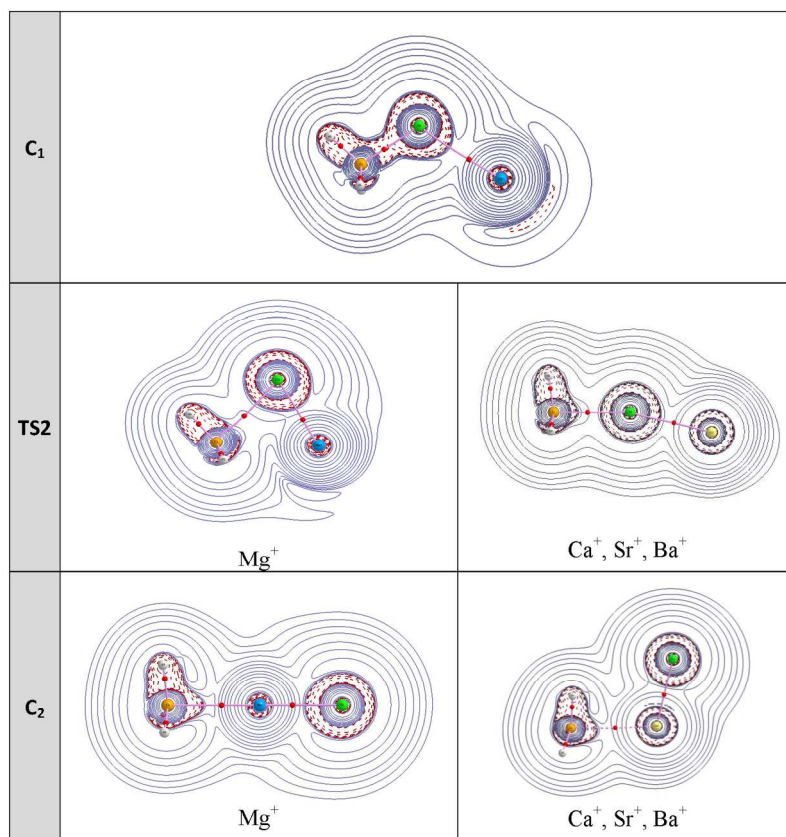 C₁
TS2
Mg⁺
Ca⁺, Sr⁺, Ba⁺
C₂
Mg⁺
Ca⁺, Sr⁺, Ba⁺